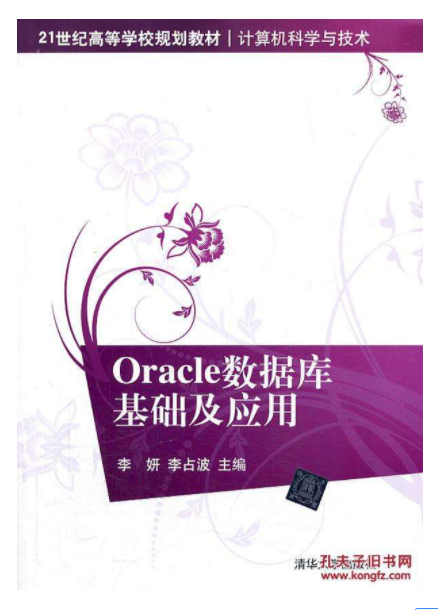 21世纪高等学校规划教材 | 计算机科学与技术
Oracle数据库
基础及应用
李 妍 李占波 主编
清华
孔夫子旧书网
www.kongfz.com